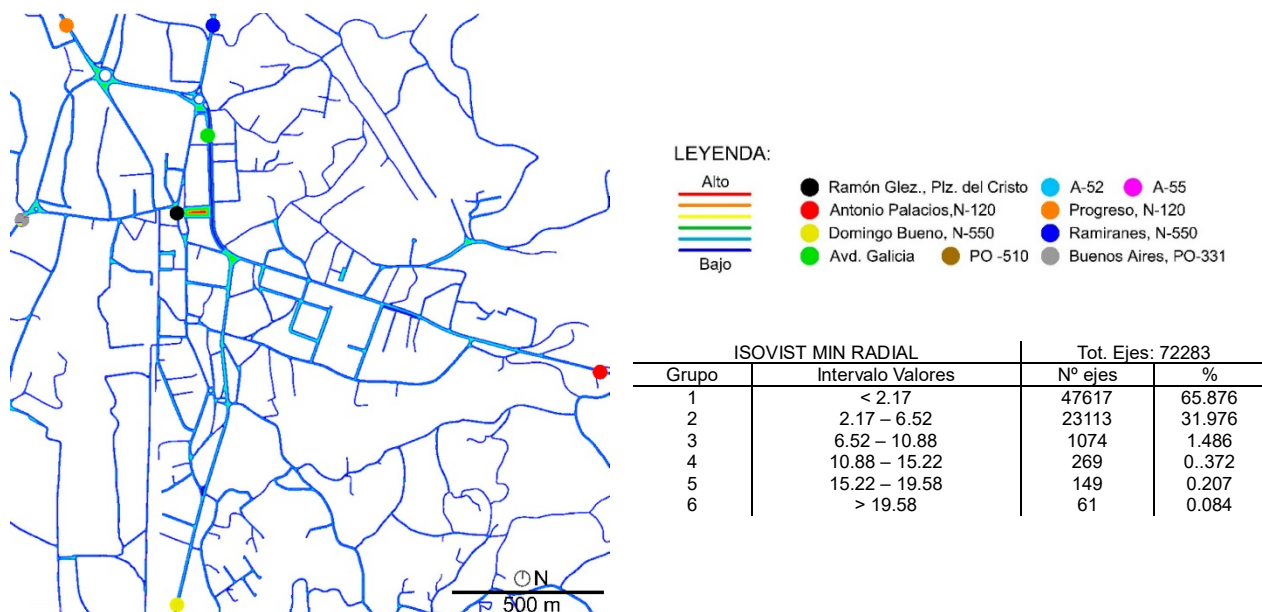 LEYENDA:
Alto
Bajo
Ramón Glez., Plz. del Cristo
A-52
A-55
Antonio Palacios,N-120
Progreso, N-120
Domingo Bueno, N-550
Ramiranes, N-550
Avd. Galicia
PO -510
Buenos Aires, PO-331
ISOVIST MIN RADIAL Tot. Ejes: 72283
Grupo Intervalo Valores Nº ejes %
1 < 2.17 47617 65.876
2 2.17 – 6.52 23113 31.976
3 6.52 – 10.88 1074 1.486
4 10.88 – 15.22 269 0..372
5 15.22 – 19.58 149 0.207
6 > 19.58 61 0.084
N
500 m